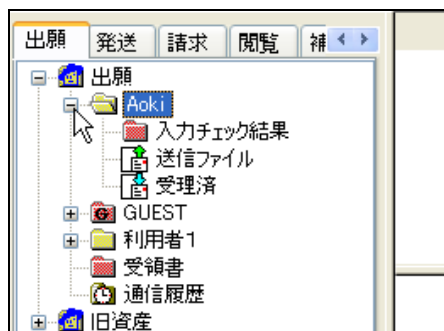 出願 発送 請求 閲覧 補
出願
Aoki
入力チェック結果
送信ファイル
受理済
GUEST
利用者1
受領書
通信履歴
旧資産